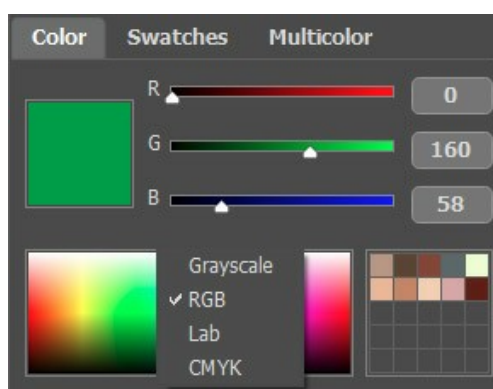 Color Swatches Multicolor
R 0
G 160
B 58
Grayscale
✓ RGB
Lab
CMYK